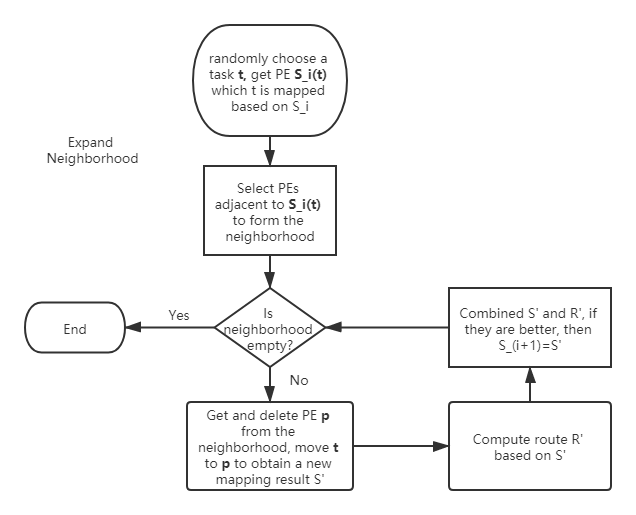 randomly choose a
task t, get PE S_i(t)
which t is mapped
based on S_i
Expand
Neighborhood
Select PEs
adjacent to S_i(t)
to form the
neighborhood
Is
neighborhood
empty?
Yes
End
No
Get and delete PE p
from the
neighborhood, move t
to p to obtain a new
mapping result S'
Compute route R'
based on S'
Combined S' and R', if
they are better, then
S_(i+1)=S'